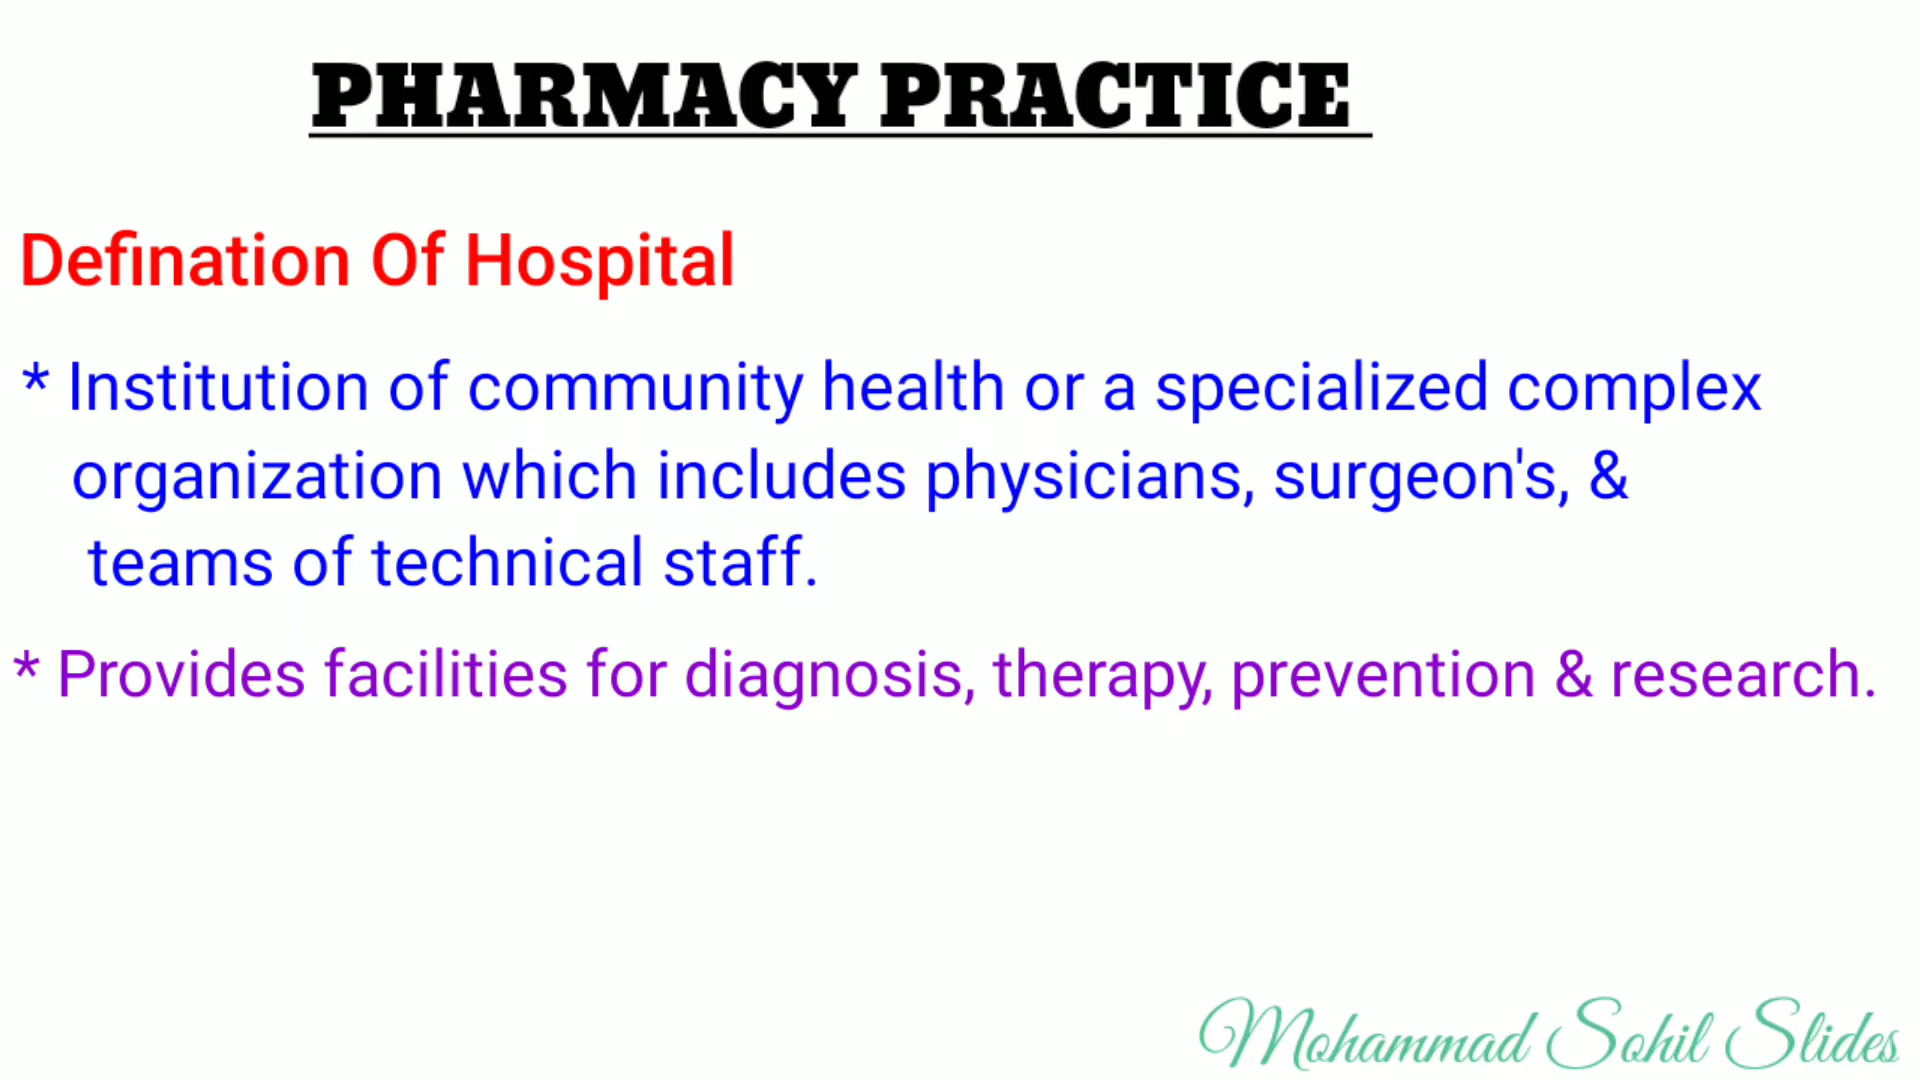 PHARMACY PRACTICE
Defination Of Hospital
* Institution of community health or a specialized complex
organization which includes physicians, surgeon's, &
teams of technical staff.
* Provides facilities for diagnosis, therapy, prevention & research.
Mohammad Sohil Slides